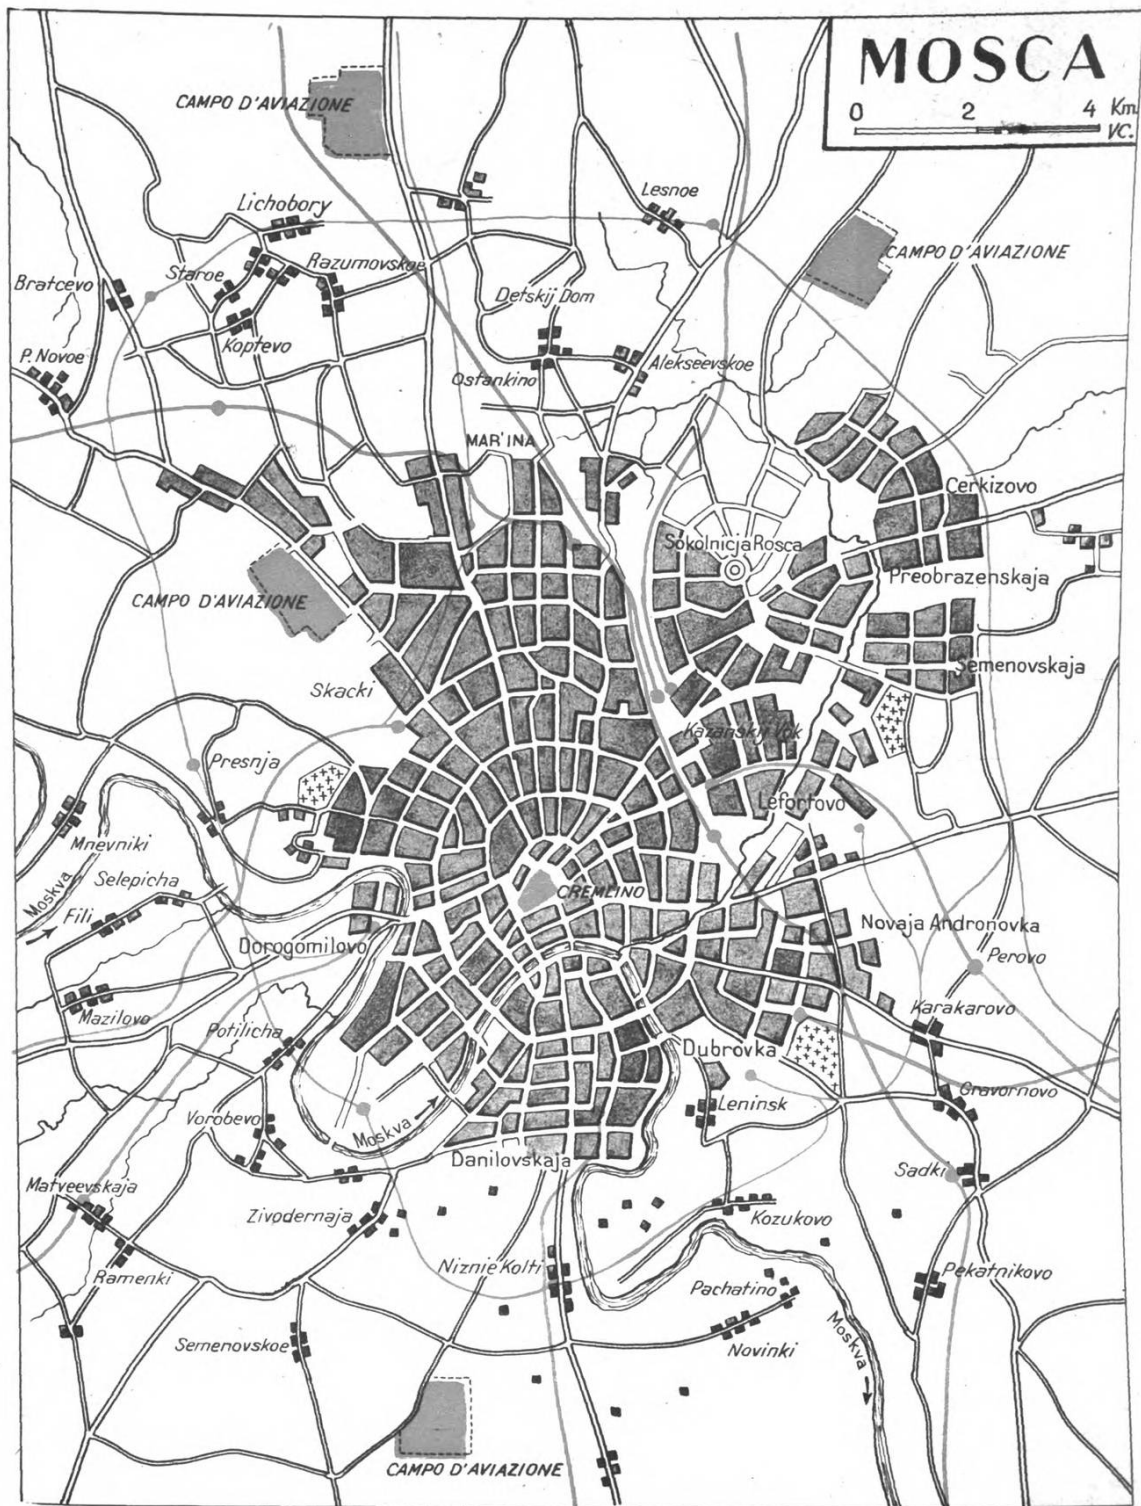 MOSCA
0 2 4 Km.
VC.
CAMPO D'AVIAZIONE
Lichobory
Lesnoe
CAMPO D'AVIAZIONE
Staroe
Razumovskoe
Bratcevo
Detskij Dom
Koptevo
P. Novoe
Alekseevskoe
Ostankino
MAR'INA
Cerkizovo
Sokolnicja Rosca
Preobrazenskaja
CAMPO D'AVIAZIONE
Semenovskaja
Skacki
Kazanskij Vok
Presnja
Lefortovo
Mnevniki
Selepicha
CREMLINO
Moskva
Fili
Novaja Andronovka
Dorogomilovo
Perovo
Mazilovo
Karakarovo
Potilicha
Dubrovka
Gravornovo
Leninsk
Vorobevo
Moskva
Danilovskaja
Sadki
Matveevskaja
Zivodernaja
Kozukovo
Niznie Kolti
Ramenki
Pachatino
Pekatnikovo
Semenovskoe
Novinki
Moskva
CAMPO D'AVIAZIONE